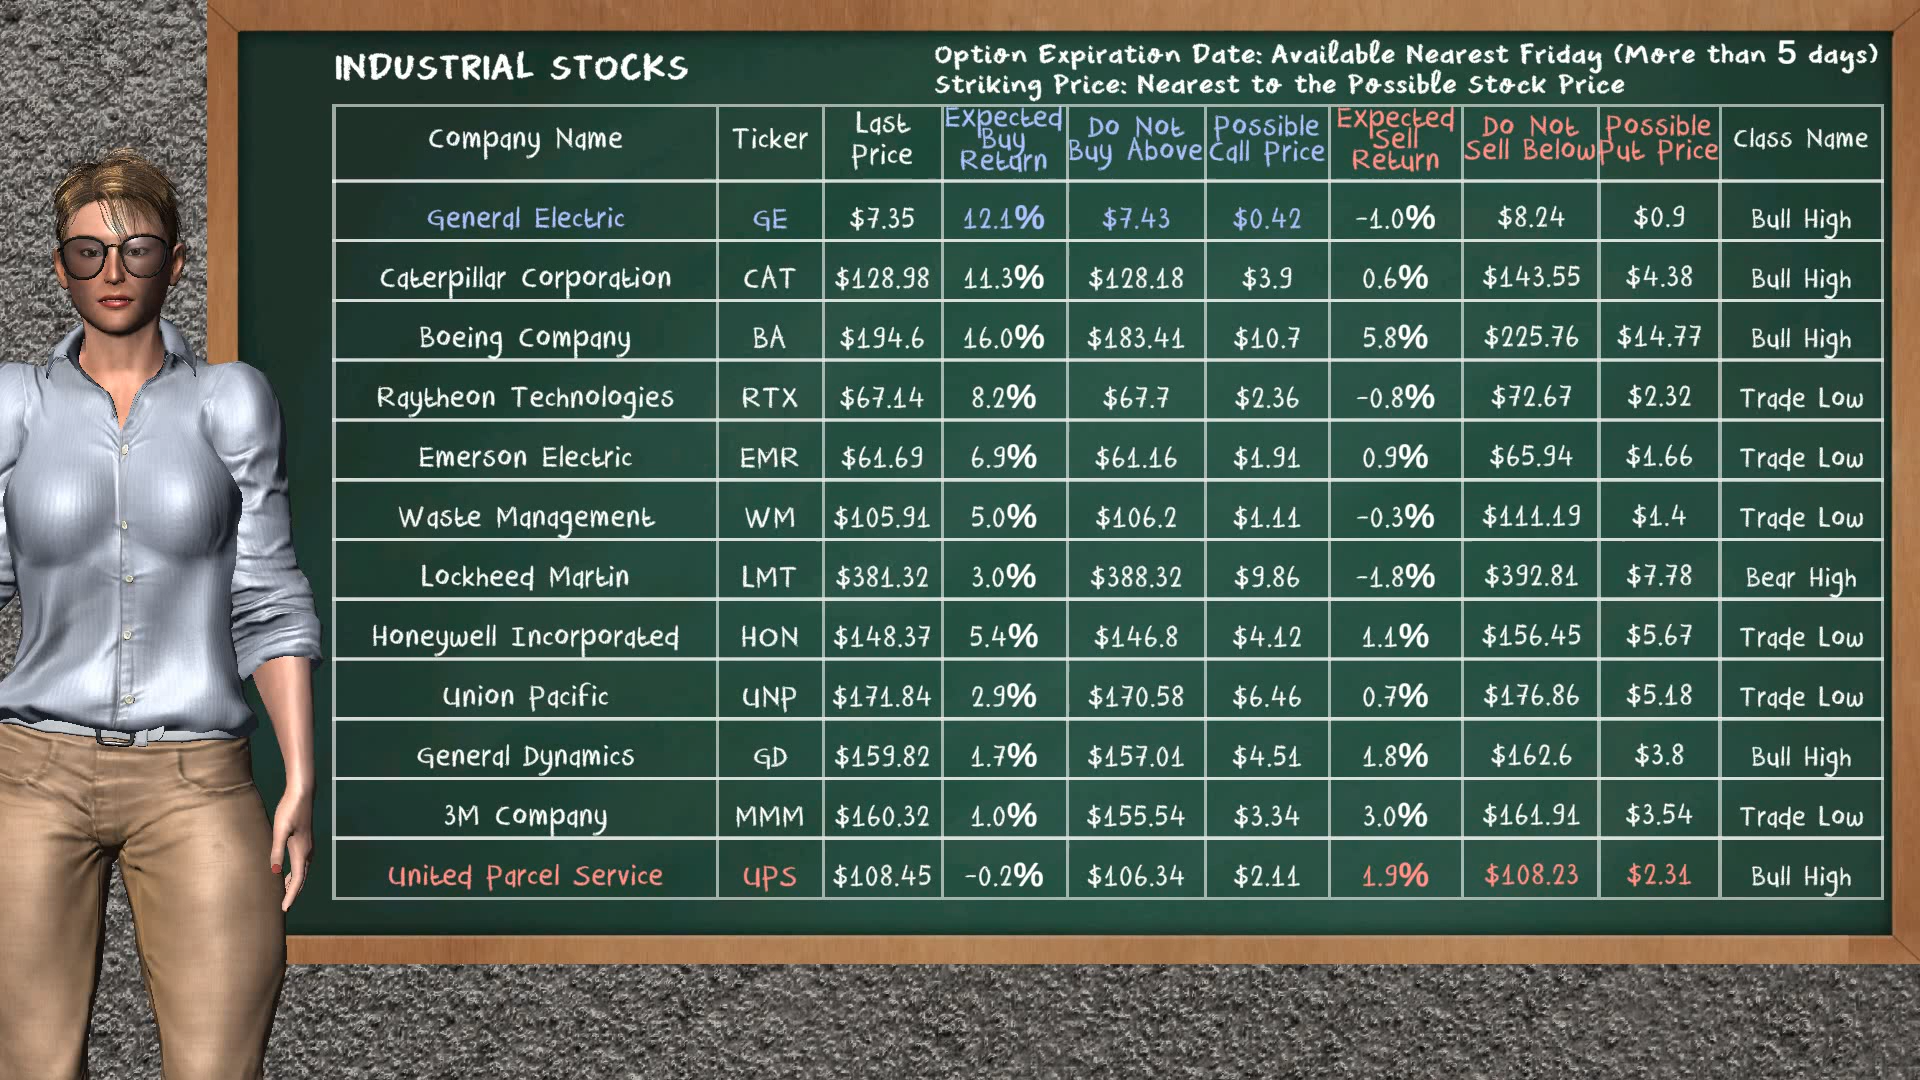 INDUSTRIAL STOCKS
Option Expiration Date: Available Nearest Friday (More than 5 days)
Striking Price: Nearest to the Possible Stock Price
Company Name Ticker Last Price Expected Buy Return Do Not Buy Above Possible Call Price Expected Sell Return Do Not Sell Below Possible Put Price Class Name
General Electric GE $7.35 12.1% $7.43 $0.42 -1.0% $8.24 $0.9 Bull High
Caterpillar Corporation CAT $128.98 11.3% $128.18 $3.9 0.6% $143.55 $4.38 Bull High
Boeing Company BA $194.6 16.0% $183.41 $10.7 5.8% $225.76 $14.77 Bull High
Raytheon Technologies RTX $67.14 8.2% $67.7 $2.36 -0.8% $72.67 $2.32 Trade Low
Emerson Electric EMR $61.69 6.9% $61.16 $1.91 0.9% $65.94 $1.66 Trade Low
Waste Management WM $105.91 5.0% $106.2 $1.11 -0.3% $111.19 $1.4 Trade Low
Lockheed Martin LMT $381.32 3.0% $388.32 $9.86 -1.8% $392.81 $7.78 Bear High
Honeywell Incorporated HON $148.37 5.4% $146.8 $4.12 1.1% $156.45 $5.67 Trade Low
Union Pacific UNP $171.84 2.9% $170.58 $6.46 0.7% $176.86 $5.18 Trade Low
General Dynamics GD $159.82 1.7% $157.01 $4.51 1.8% $162.6 $3.8 Bull High
3M Company MMM $160.32 1.0% $155.54 $3.34 3.0% $161.91 $3.54 Trade Low
United Parcel Service UPS $108.45 -0.2% $106.34 $2.11 1.9% $108.23 $2.31 Bull High